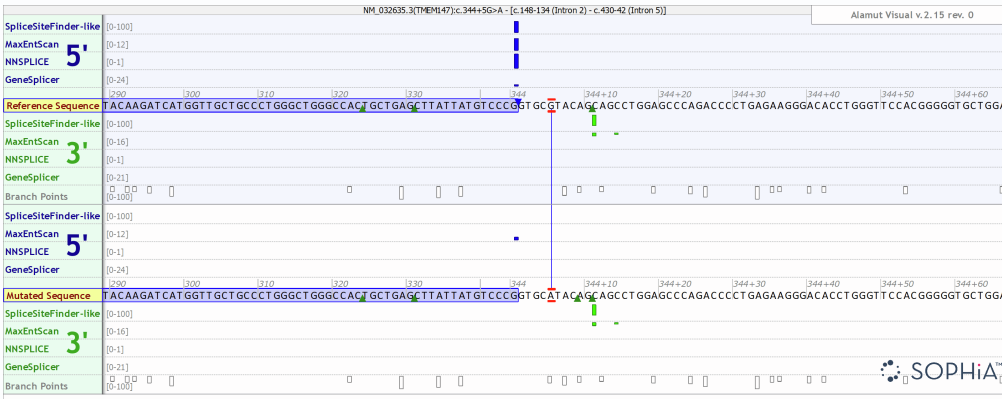 NM_032635.3(TMEM147):c.344+5G>A - [c.148-134 (Intron 2) - c.430-42 (Intron 5)]
Alamut Visual v.2.15 rev. 0
SpliceSiteFinder-like [0-100]
MaxEntScan [0-12]
5'
NNSPLICE [0-1]
GeneSplicer [0-24]
290 300 310 320 330 344 344+10 344+20 344+30 344+40 344+50 344+60
Reference Sequence TACAAGATCATGGTTGCTGCCCTGGGCTGGGCCACTGCTGAGCTTATTATGTCCCGGTGCGTACAGCAGCCTGGAGCCCAGACCCCTGAGAAGGGACACCTGGGTTCCACGGGGGTGCTGGA
SpliceSiteFinder-like [0-100]
MaxEntScan [0-16]
3'
NNSPLICE [0-1]
GeneSplicer [0-21]
Branch Points [0-100]
SpliceSiteFinder-like [0-100]
MaxEntScan [0-12]
5'
NNSPLICE [0-1]
GeneSplicer [0-24]
290 300 310 320 330 344 344+10 344+20 344+30 344+40 344+50 344+60
Mutated Sequence TACAAGATCATGGTTGCTGCCCTGGGCTGGGCCACTGCTGAGCTTATTATGTCCCGGTGCATACAGCAGCCTGGAGCCCAGACCCCTGAGAAGGGACACCTGGGTTCCACGGGGGTGCTGGA
SpliceSiteFinder-like [0-100]
MaxEntScan [0-16]
3'
NNSPLICE [0-1]
GeneSplicer [0-21]
Branch Points [0-100]
SOPHiA™